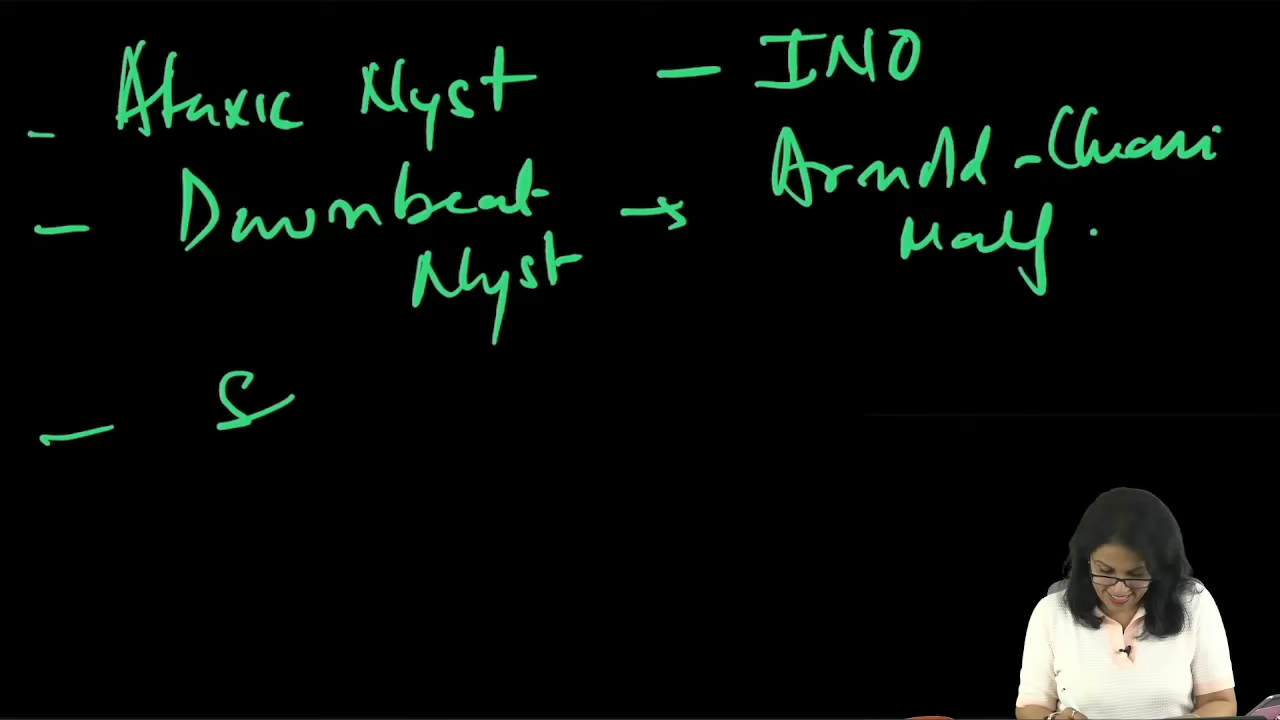 - Ataxic Nyst - INO
- Downbeat Nyst → Arnold-Chiari Malf.
- S